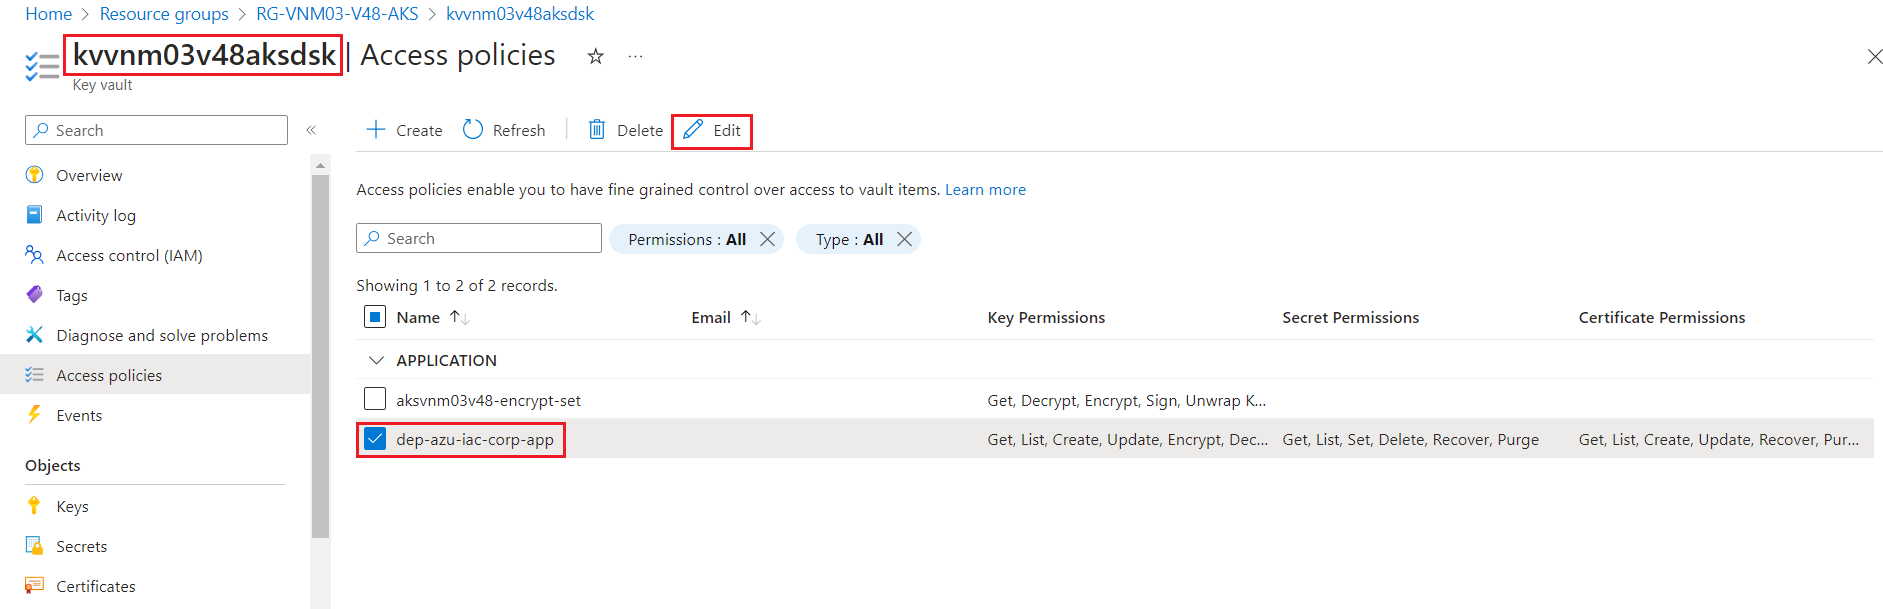 Home > Resource groups > RG-VNM03-V48-AKS > kvvnm03v48aksdsk
kvvnm03v48aksdsk | Access policies
Key vault
Search
Overview
Activity log
Access control (IAM)
Tags
Diagnose and solve problems
Access policies
Events
Objects
Keys
Secrets
Certificates
Create Refresh Delete Edit
Access policies enable you to have fine grained control over access to vault items. Learn more
Search Permissions : All Type : All
Showing 1 to 2 of 2 records.
Name Email Key Permissions Secret Permissions Certificate Permissions
APPLICATION
aksvnm03v48-encrypt-set Get, Decrypt, Encrypt, Sign, Unwrap K...
dep-azu-iac-corp-app Get, List, Create, Update, Encrypt, Dec... Get, List, Set, Delete, Recover, Purge Get, List, Create, Update, Recover, Pur...